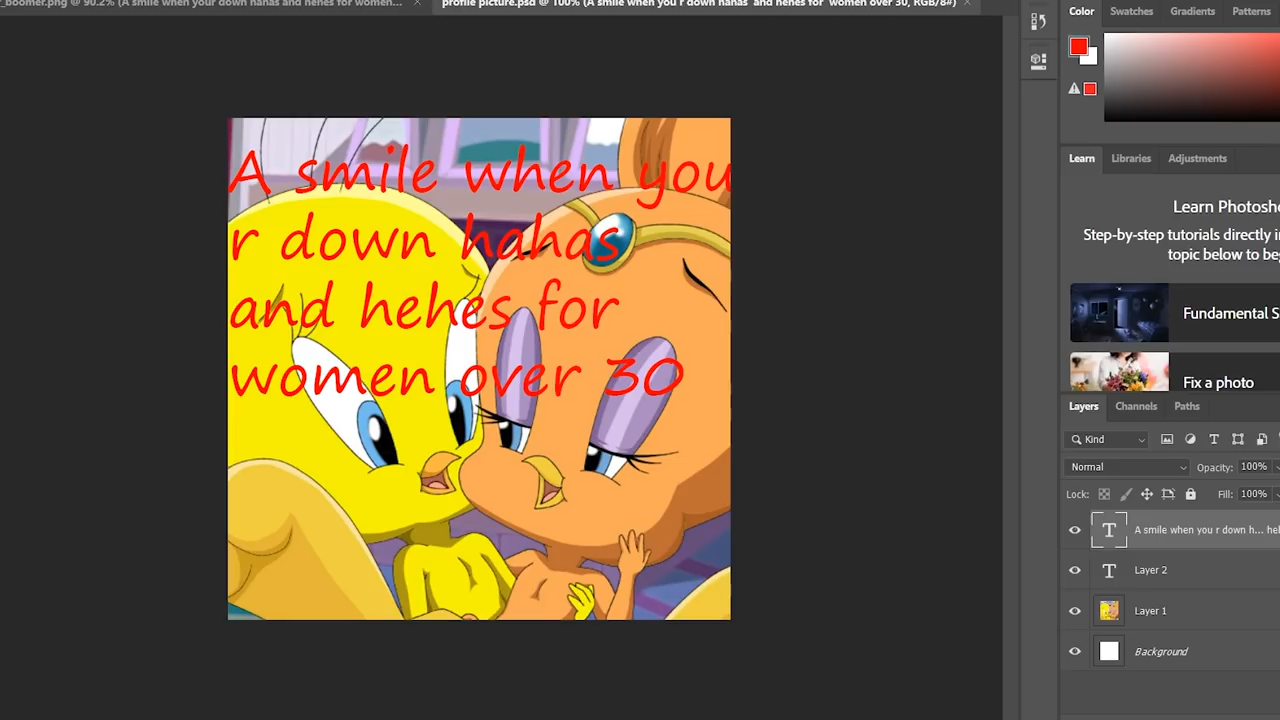 _boomer.png @ 90.2% (A smile when your down hahas and hehes for women...
profile picture.psd @ 100% (A smile when you r down hahas and hehes for women over 30, RGB/8#)
Color Swatches Gradients Patterns
A smile when you
r down hahas
and hehes for
women over 30
Learn Libraries Adjustments
Learn Photosho
Step-by-step tutorials directly i
topic below to beg
Fundamental S
Fix a photo
Layers Channels Paths
Kind
Normal Opacity: 100%
Lock: Fill: 100%
A smile when you r down h... hel
Layer 2
Layer 1
Background